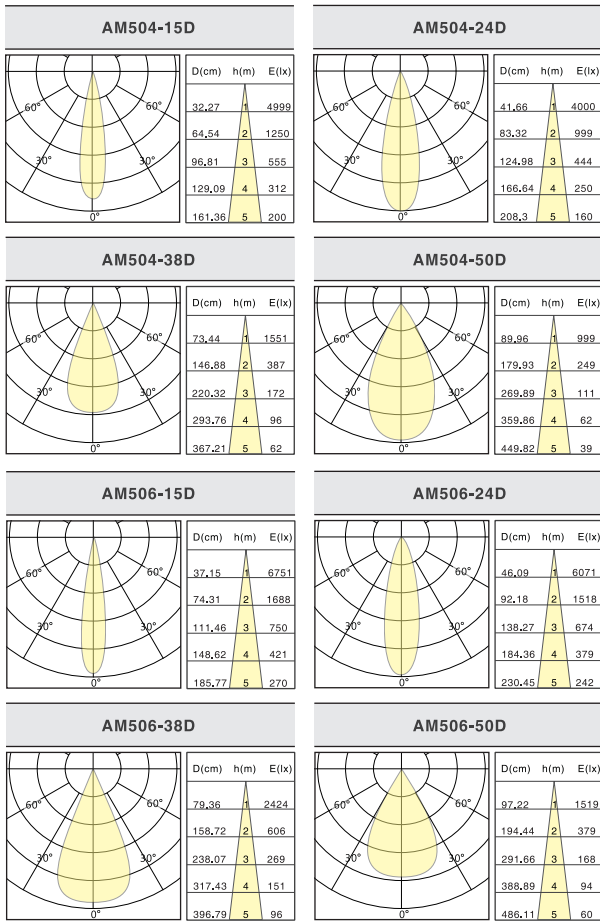 AM504-15D
60° 60°
30° 30°
0°
D(cm) h(m) E(lx)
32.27 1 4999
64.54 2 1250
96.81 3 555
129.09 4 312
161.36 5 200
AM504-24D
60° 60°
30° 30°
0°
D(cm) h(m) E(lx)
41.66 1 4000
83.32 2 999
124.98 3 444
166.64 4 250
208.3 5 160
AM504-38D
60° 60°
30° 30°
0°
D(cm) h(m) E(lx)
73.44 1 1551
146.88 2 387
220.32 3 172
293.76 4 96
367.21 5 62
AM504-50D
60° 60°
30° 30°
0°
D(cm) h(m) E(lx)
89.96 1 999
179.93 2 249
269.89 3 111
359.86 4 62
449.82 5 39
AM506-15D
60° 60°
30° 30°
0°
D(cm) h(m) E(lx)
37.15 1 6751
74.31 2 1688
111.46 3 750
148.62 4 421
185.77 5 270
AM506-24D
60° 60°
30° 30°
0°
D(cm) h(m) E(lx)
46.09 1 6071
92.18 2 1518
138.27 3 674
184.36 4 379
230.45 5 242
AM506-38D
60° 60°
30° 30°
0°
D(cm) h(m) E(lx)
79.36 1 2424
158.72 2 606
238.07 3 269
317.43 4 151
396.79 5 96
AM506-50D
60° 60°
30° 30°
0°
D(cm) h(m) E(lx)
97.22 1 1519
194.44 2 379
291.66 3 168
388.89 4 94
486.11 5 60